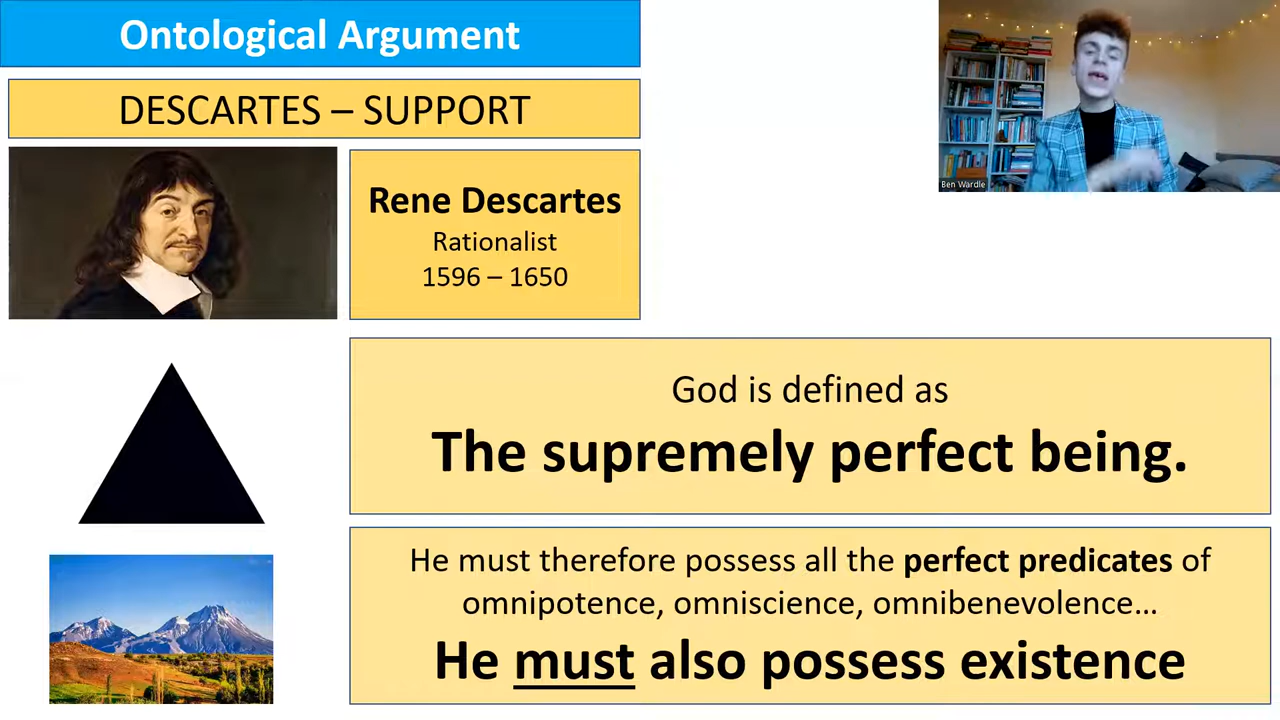 Ontological Argument
DESCARTES – SUPPORT
Rene Descartes
Rationalist
1596 – 1650
Ben Wardle
God is defined as
The supremely perfect being.
He must therefore possess all the perfect predicates of
omnipotence, omniscience, omnibenevolence…
He must also possess existence